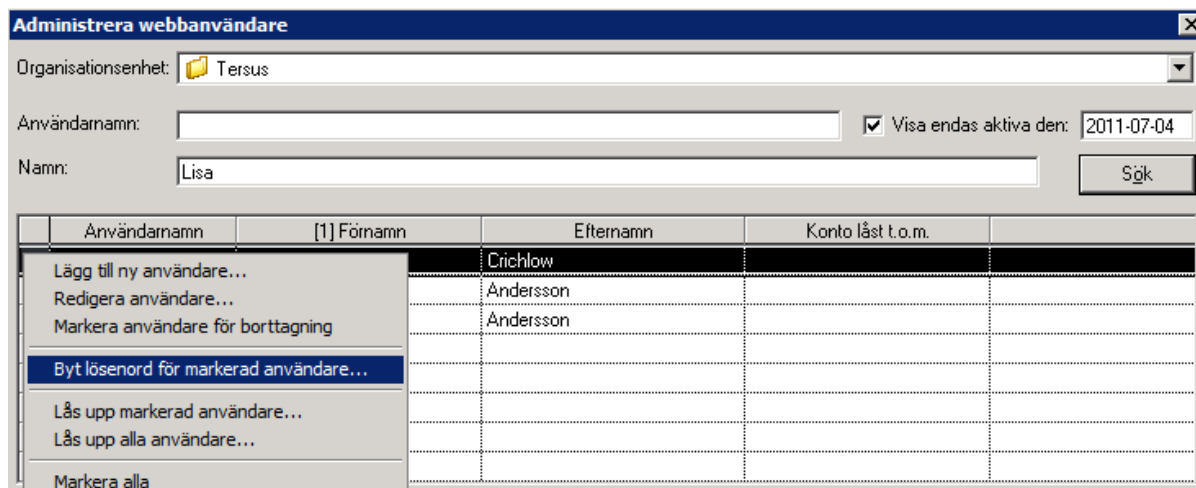 Administrera webbanvändare
Organisationsenhet: Tersus
Användarnamn: Visa endas aktiva den: 2011-07-04
Namn: Lisa Sök
Användarnamn [1] Förnamn Efternamn Konto låst t.o.m.
Crichlow
Lägg till ny användare...
Redigera användare... Andersson
Markera användare för borttagning Andersson
Byt lösenord för markerad användare...
Lås upp markerad användare...
Lås upp alla användare...
Markera alla